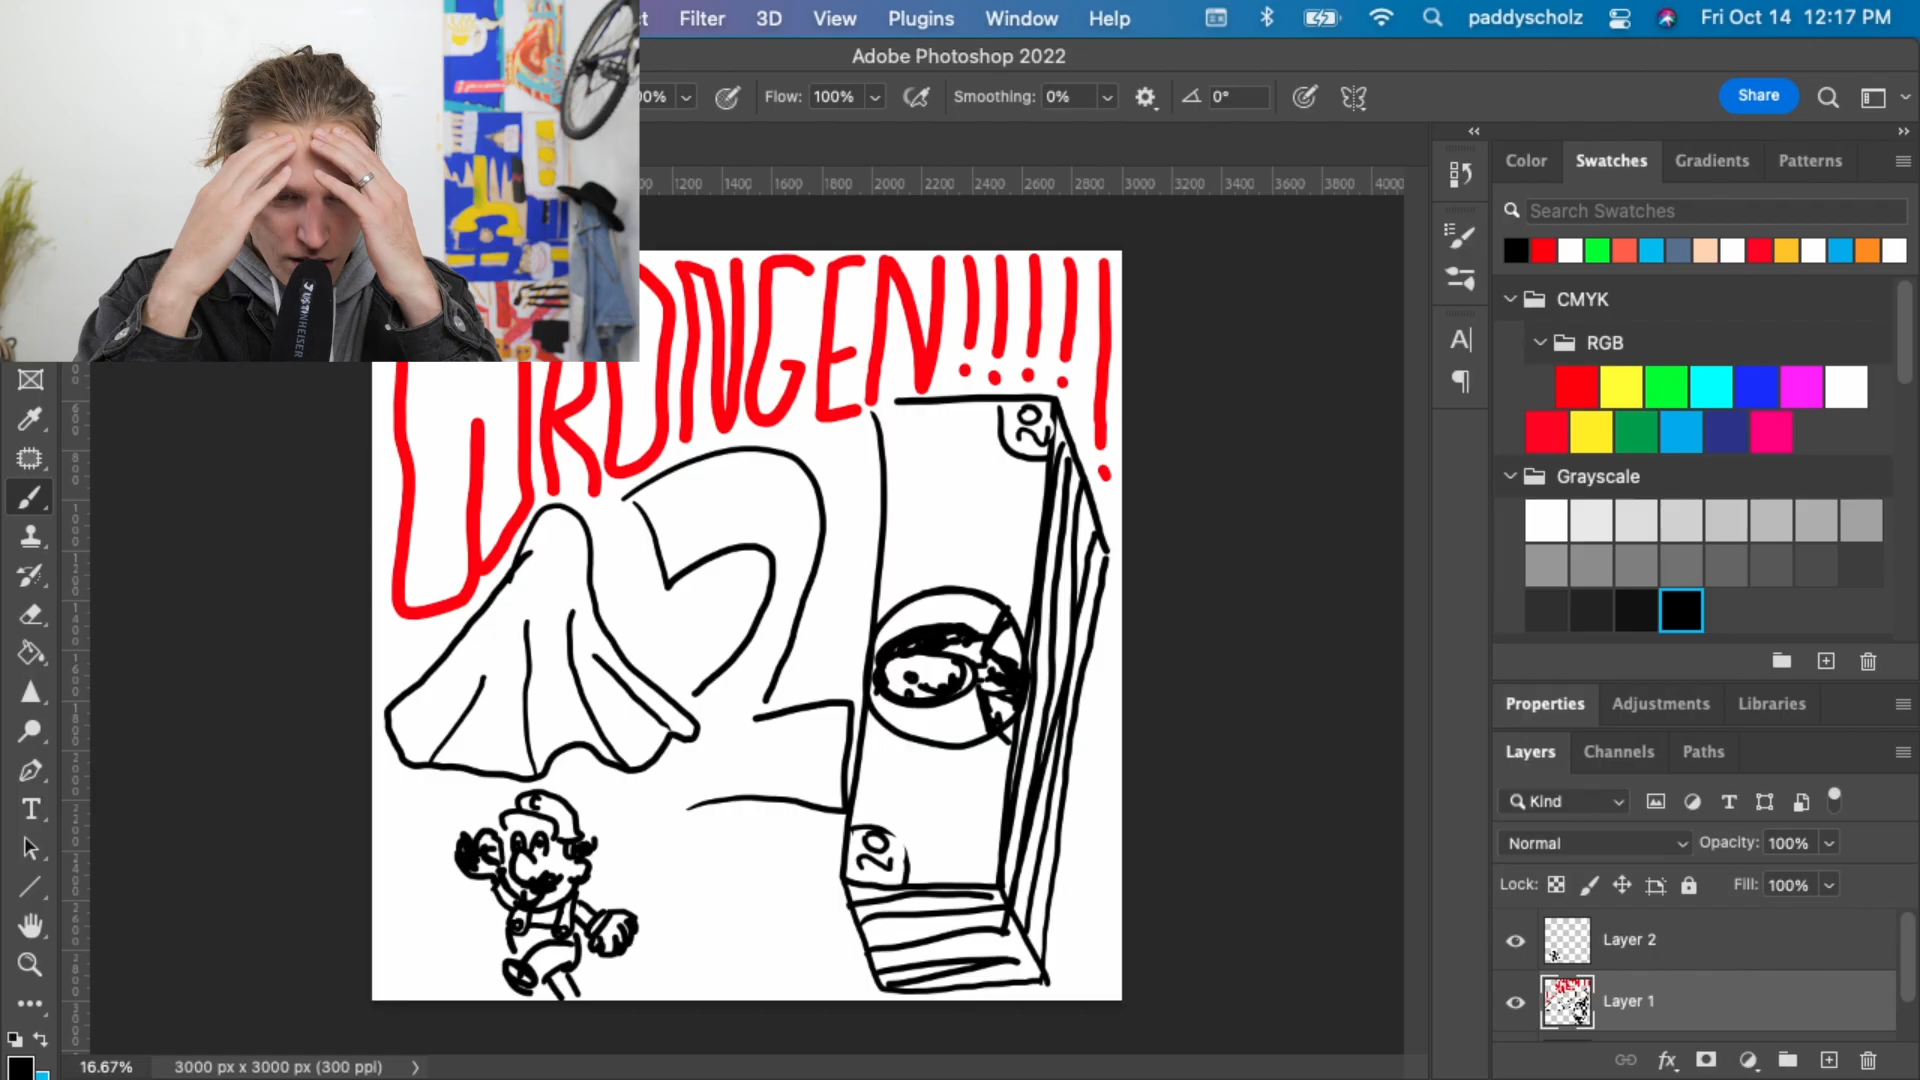 Filter 3D View Plugins Window Help paddyscholz Fri Oct 14 12:17 PM
Adobe Photoshop 2022
Flow: 100% Smoothing: 0% 0° Share
1200 1400 1600 1800 2000 2200 2400 2600 2800 3000 3200 3400 3600 3800 4000
Color Swatches Gradients Patterns
Search Swatches
CMYK
RGB
Grayscale
Properties Adjustments Libraries
Layers Channels Paths
Kind
Normal Opacity: 100%
Lock: Fill: 100%
Layer 2
Layer 1
WRONGEN!!!!!
20
2
20
C
16.67% 3000 px x 3000 px (300 ppi)